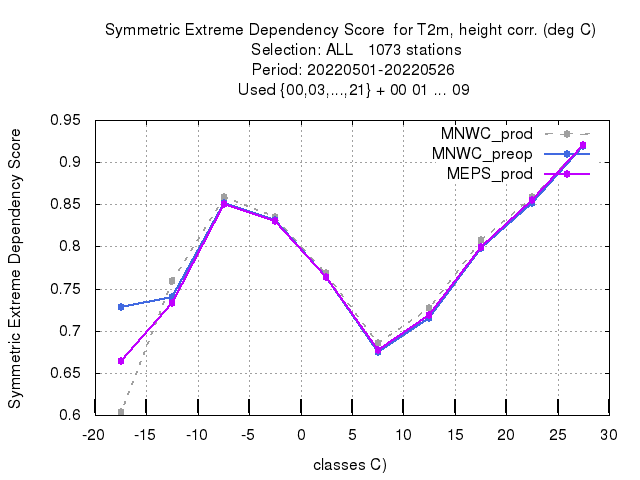 Symmetric Extreme Dependency Score  for T2m, height corr. (deg C)
Selection: ALL   1073 stations
Period: 20220501-20220526
Used {00,03,...,21} + 00 01 ... 09
MNWC_prod
MNWC_preop
MEPS_prod
Symmetric Extreme Dependency Score
0.95
0.9
0.85
0.8
0.75
0.7
0.65
0.6
-20 -15 -10 -5 0 5 10 15 20 25 30
classes C)